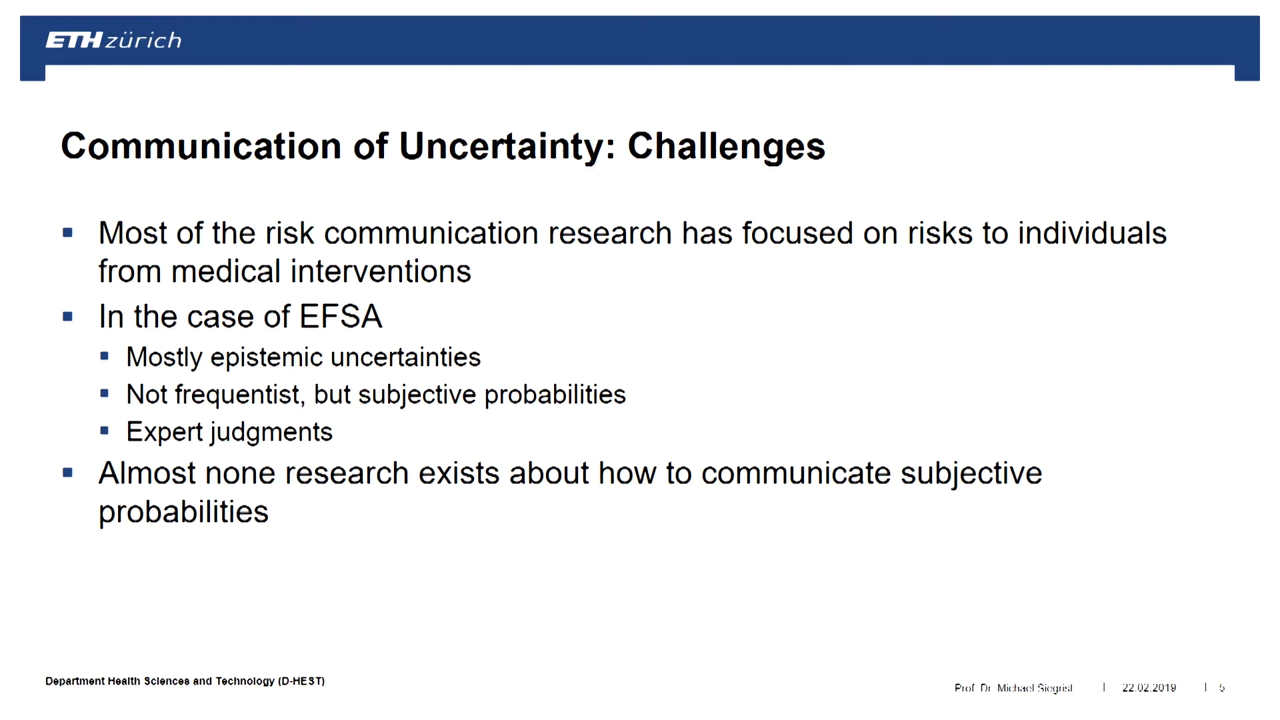 ETH zürich
Communication of Uncertainty: Challenges
Most of the risk communication research has focused on risks to individuals
from medical interventions
In the case of EFSA
Mostly epistemic uncertainties
Not frequentist, but subjective probabilities
Expert judgments
Almost none research exists about how to communicate subjective
probabilities
Department Health Sciences and Technology (D-HEST)
Prof. Dr. Michael Siegrist | 22.02.2019 | 5